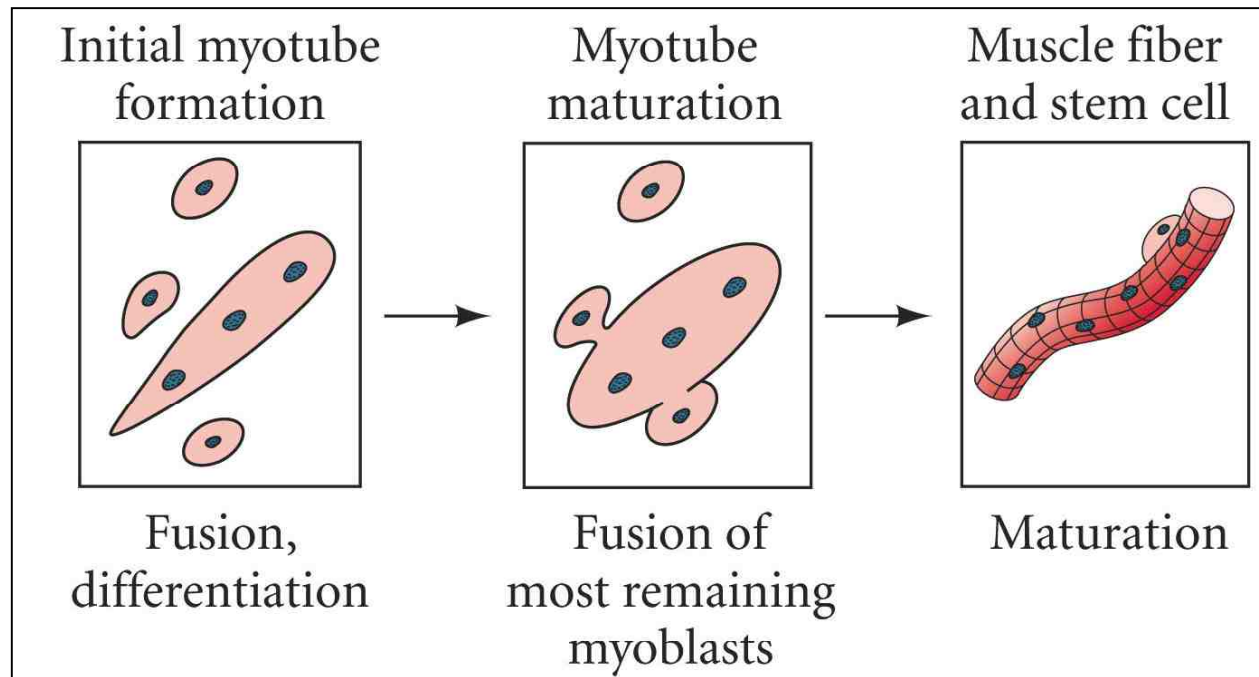 Initial myotube
formation
Myotube
maturation
Muscle fiber
and stem cell
Fusion,
differentiation
Fusion of
most remaining
myoblasts
Maturation